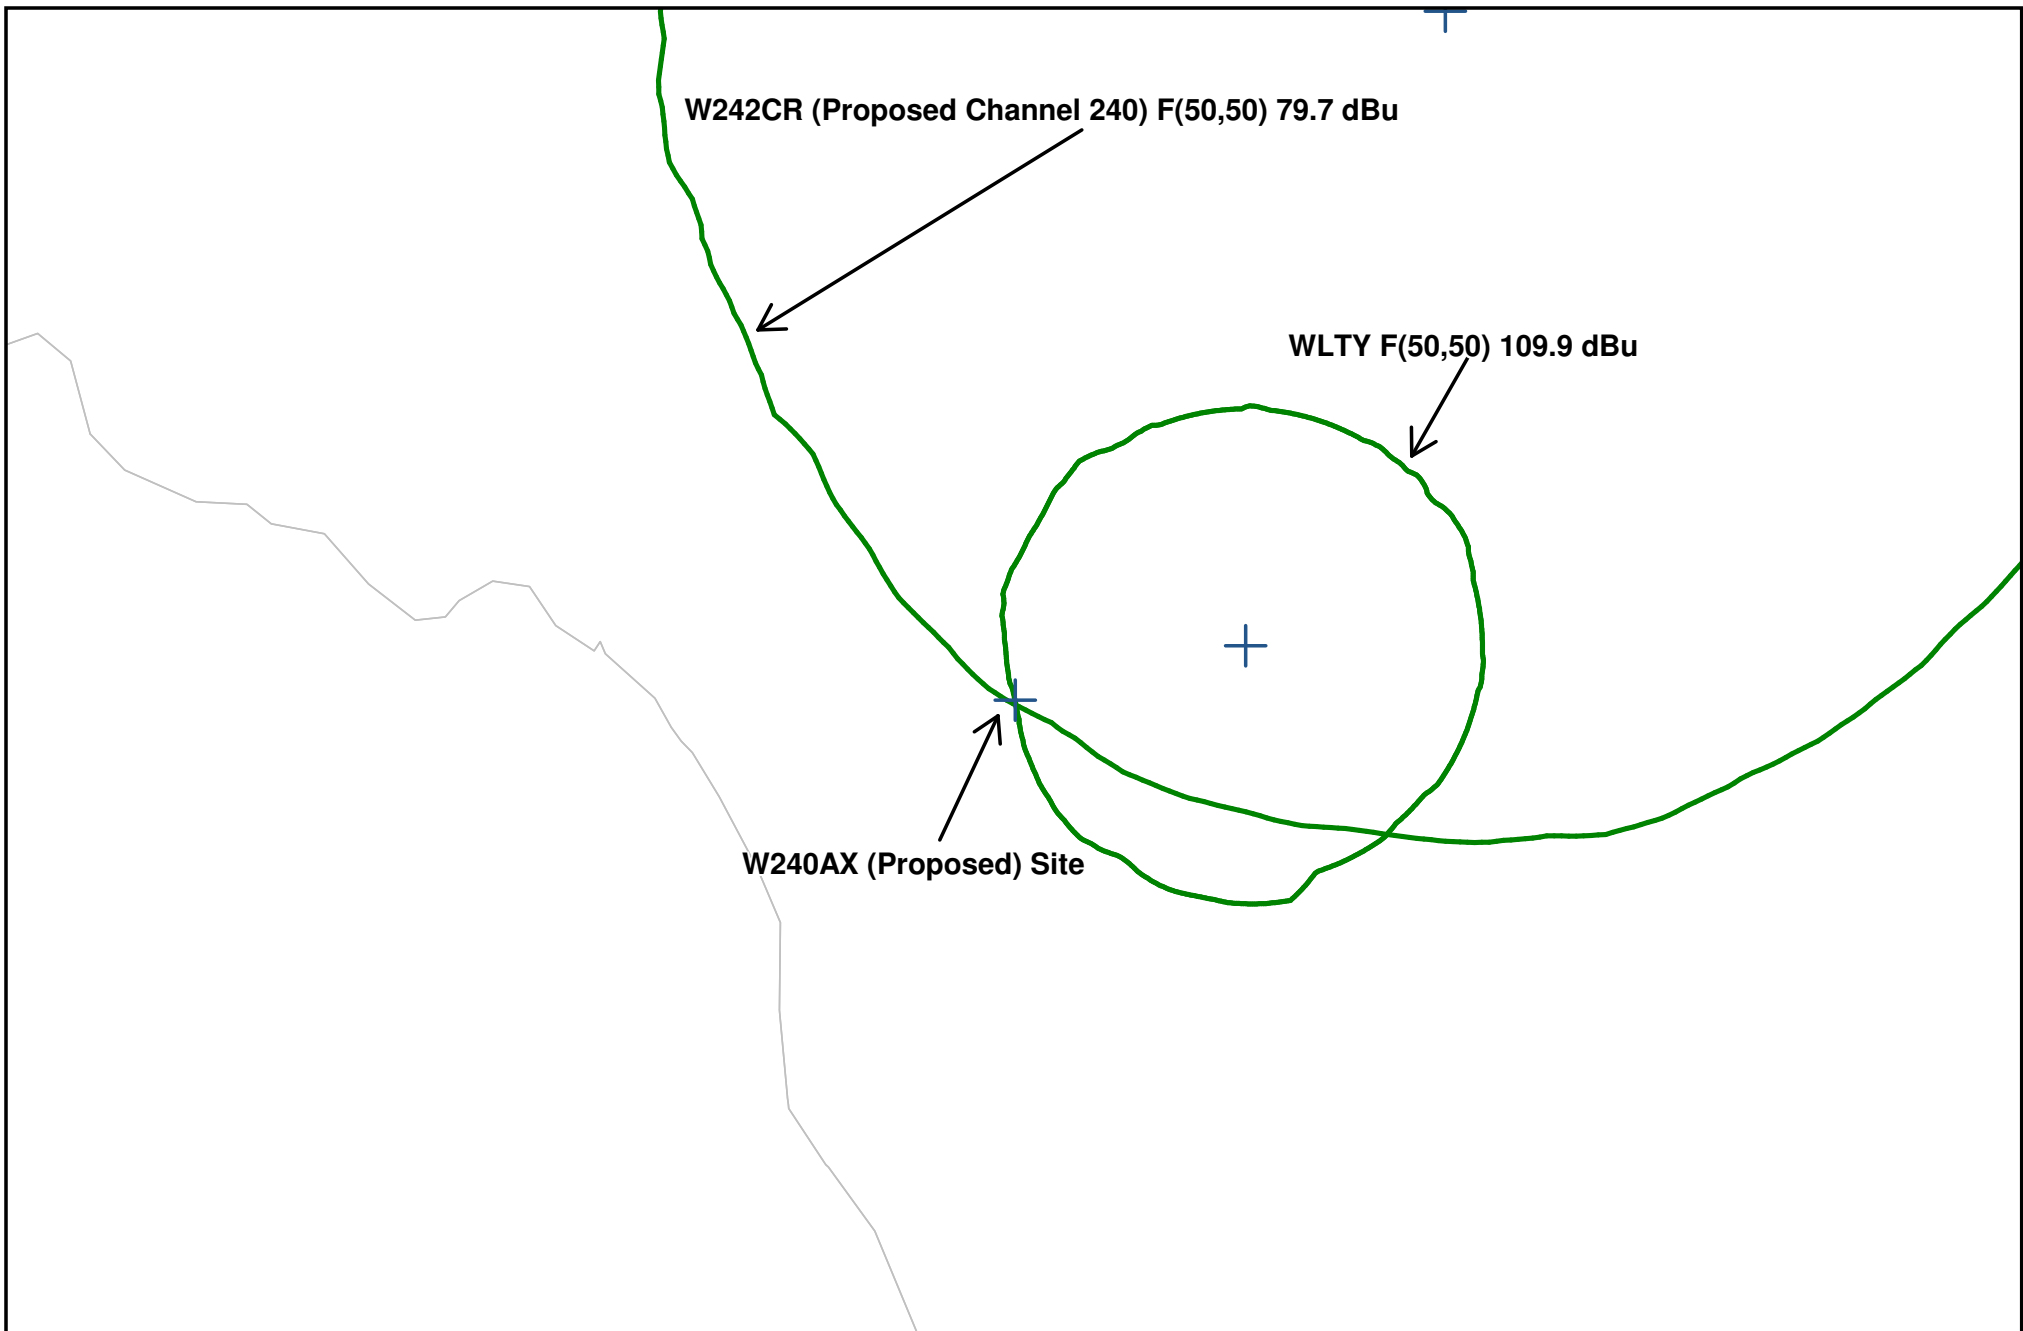 W242CR (Proposed Channel 240) F(50,50) 79.7 dBu
WLTY F(50,50) 109.9 dBu
W240AX (Proposed) Site